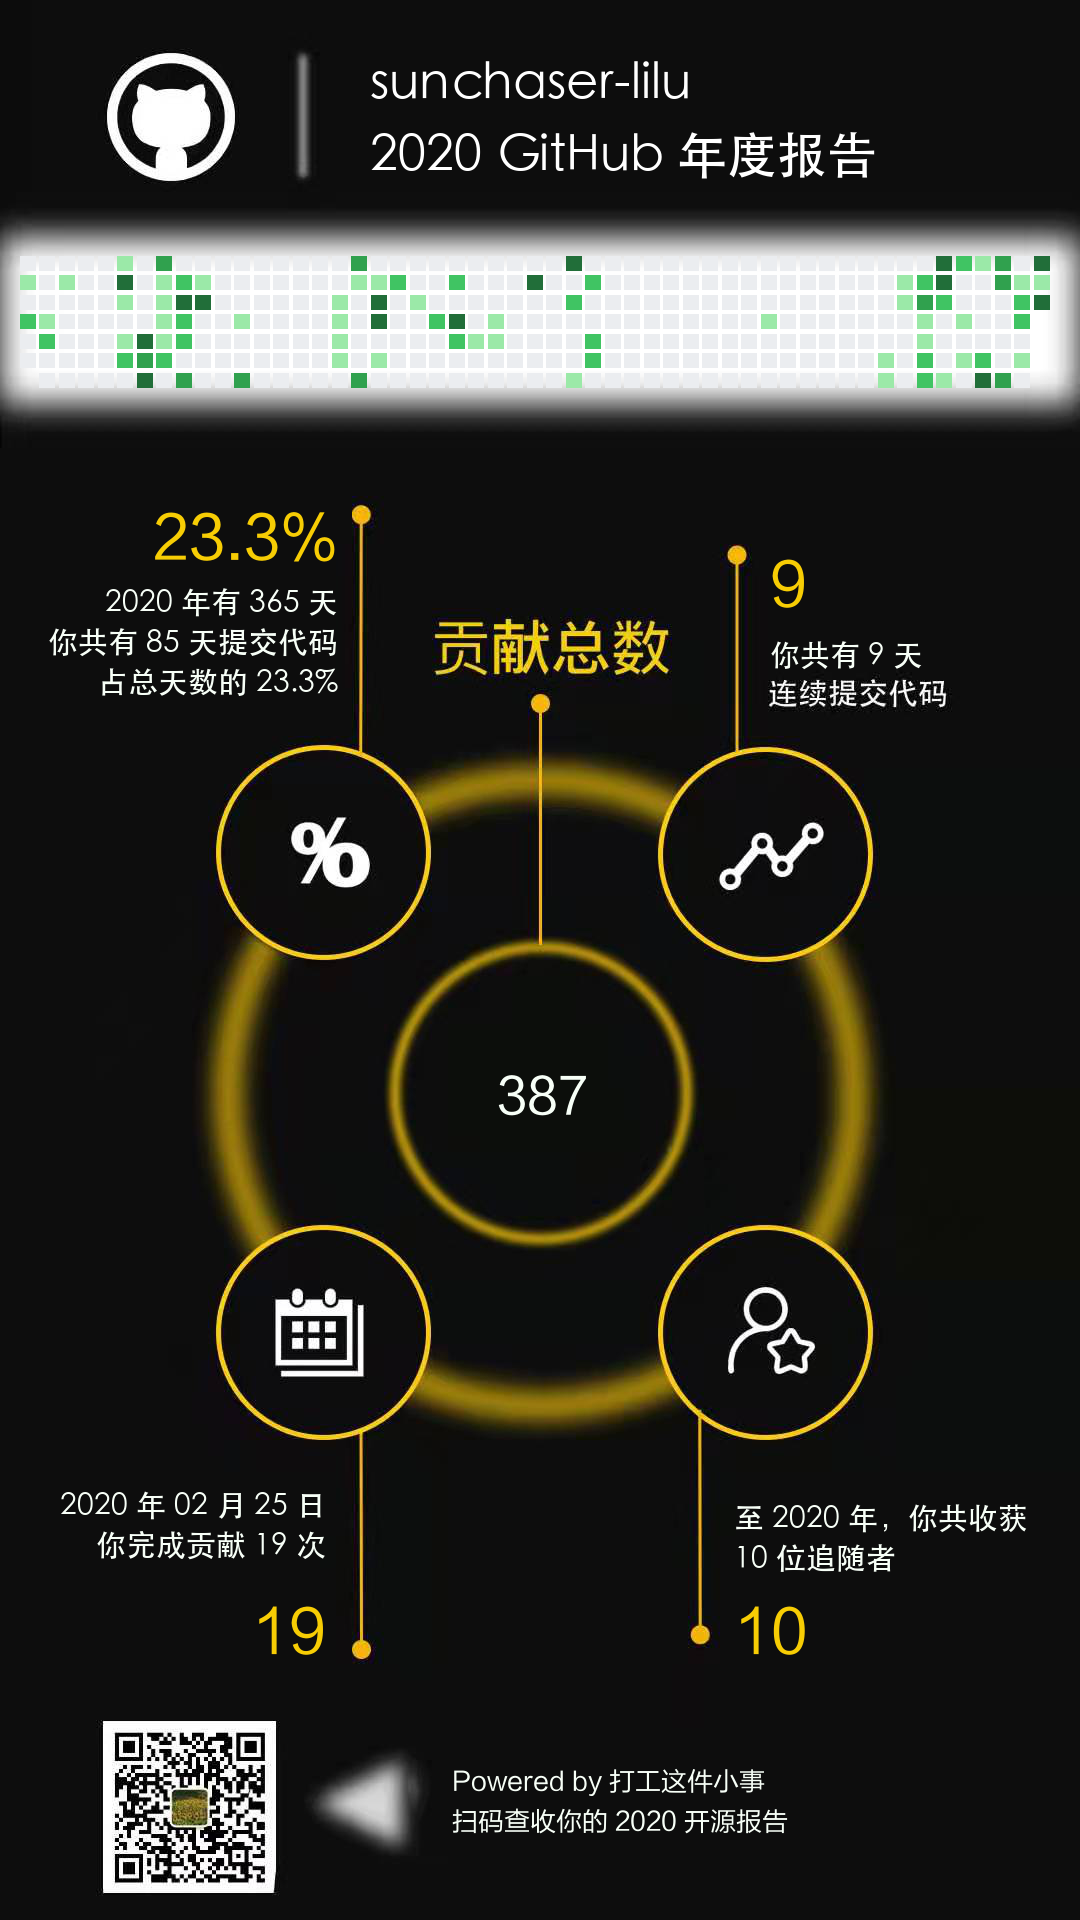 sunchaser-lilu
2020 GitHub 年度报告
23.3%
2020 年有 365 天
你共有 85 天提交代码
占总天数的 23.3%
9
你共有 9 天
连续提交代码
贡献总数
%
387
2020 年 02 月 25 日
你完成贡献 19 次
19
至 2020 年，你共收获
10 位追随者
10
Powered by 打工这件小事
扫码查收你的 2020 开源报告